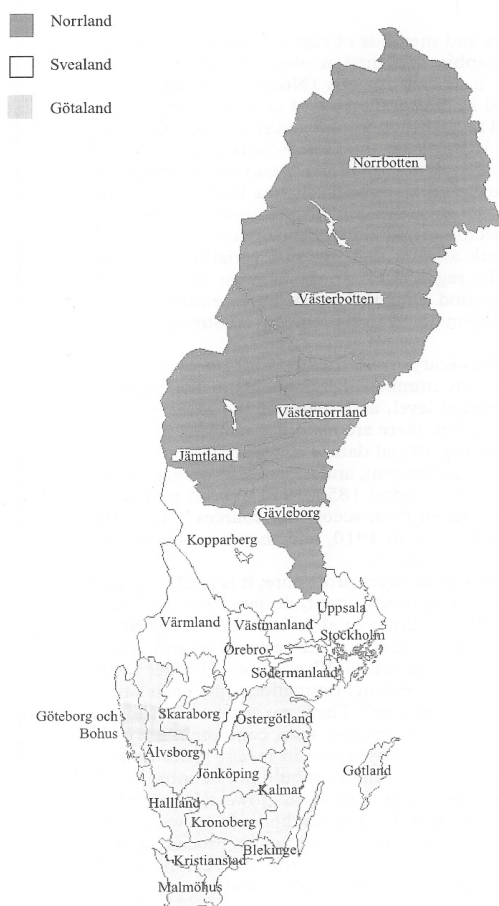 Norrland
Svealand
Götaland
Norrbotten
Västerbotten
Västernorrland
Jämtland
Gävleborg
Kopparberg
Uppsala
Värmland
Västmanland
Stockholm
Örebro
Södermanland
Göteborg och
Bohus
Skaraborg
Östergötland
Älvsborg
Jönköping
Gotland
Kalmar
Hallland
Kronoberg
Blekinge
Kristianstad
Malmöhus